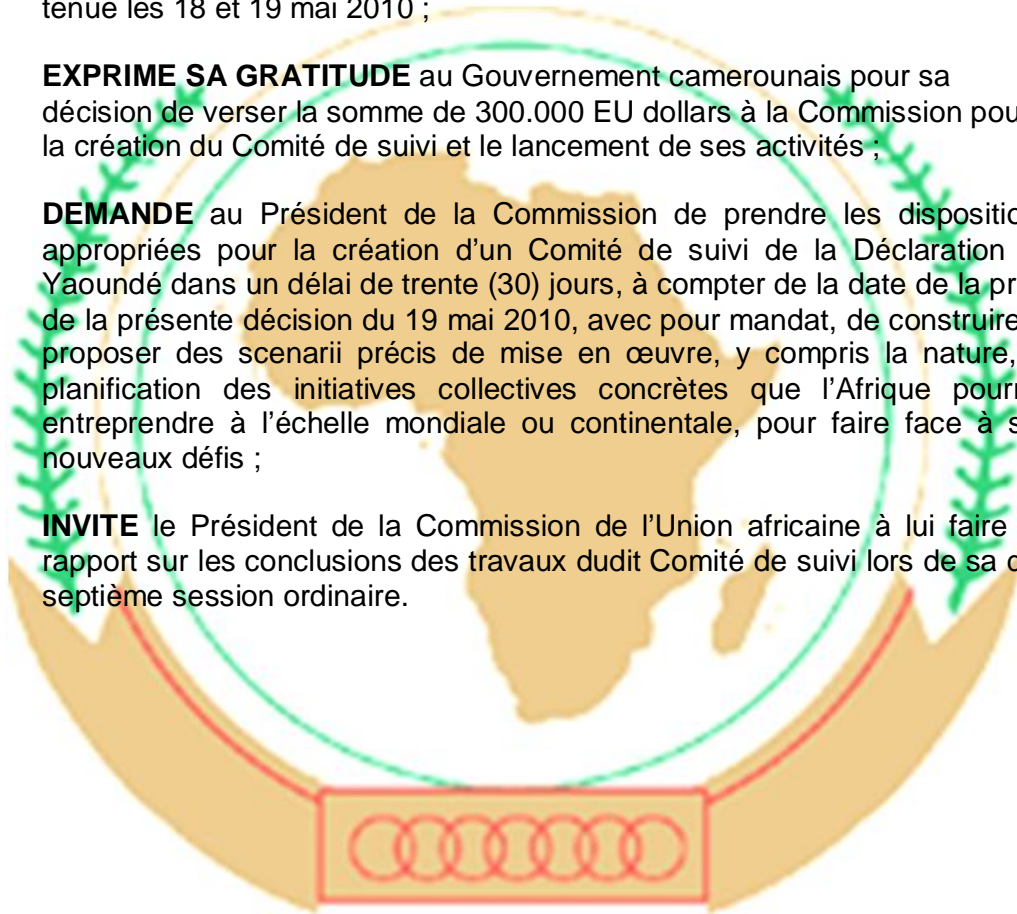 tenue les 18 et 19 mai 2010 ;
EXPRIME SA GRATITUDE au Gouvernement camerounais pour sa
décision de verser la somme de 300.000 EU dollars à la Commission pou
la création du Comité de suivi et le lancement de ses activités ;
DEMANDE au Président de la Commission de prendre les dispositio
appropriées pour la création d’un Comité de suivi de la Déclaration
Yaoundé dans un délai de trente (30) jours, à compter de la date de la pr
de la présente décision du 19 mai 2010, avec pour mandat, de construire
proposer des scenarii précis de mise en œuvre, y compris la nature,
planification des initiatives collectives concrètes que l’Afrique pourr
entreprendre à l’échelle mondiale ou continentale, pour faire face à s
nouveaux défis ;
INVITE le Président de la Commission de l’Union africaine à lui faire
rapport sur les conclusions des travaux dudit Comité de suivi lors de sa d
septième session ordinaire.